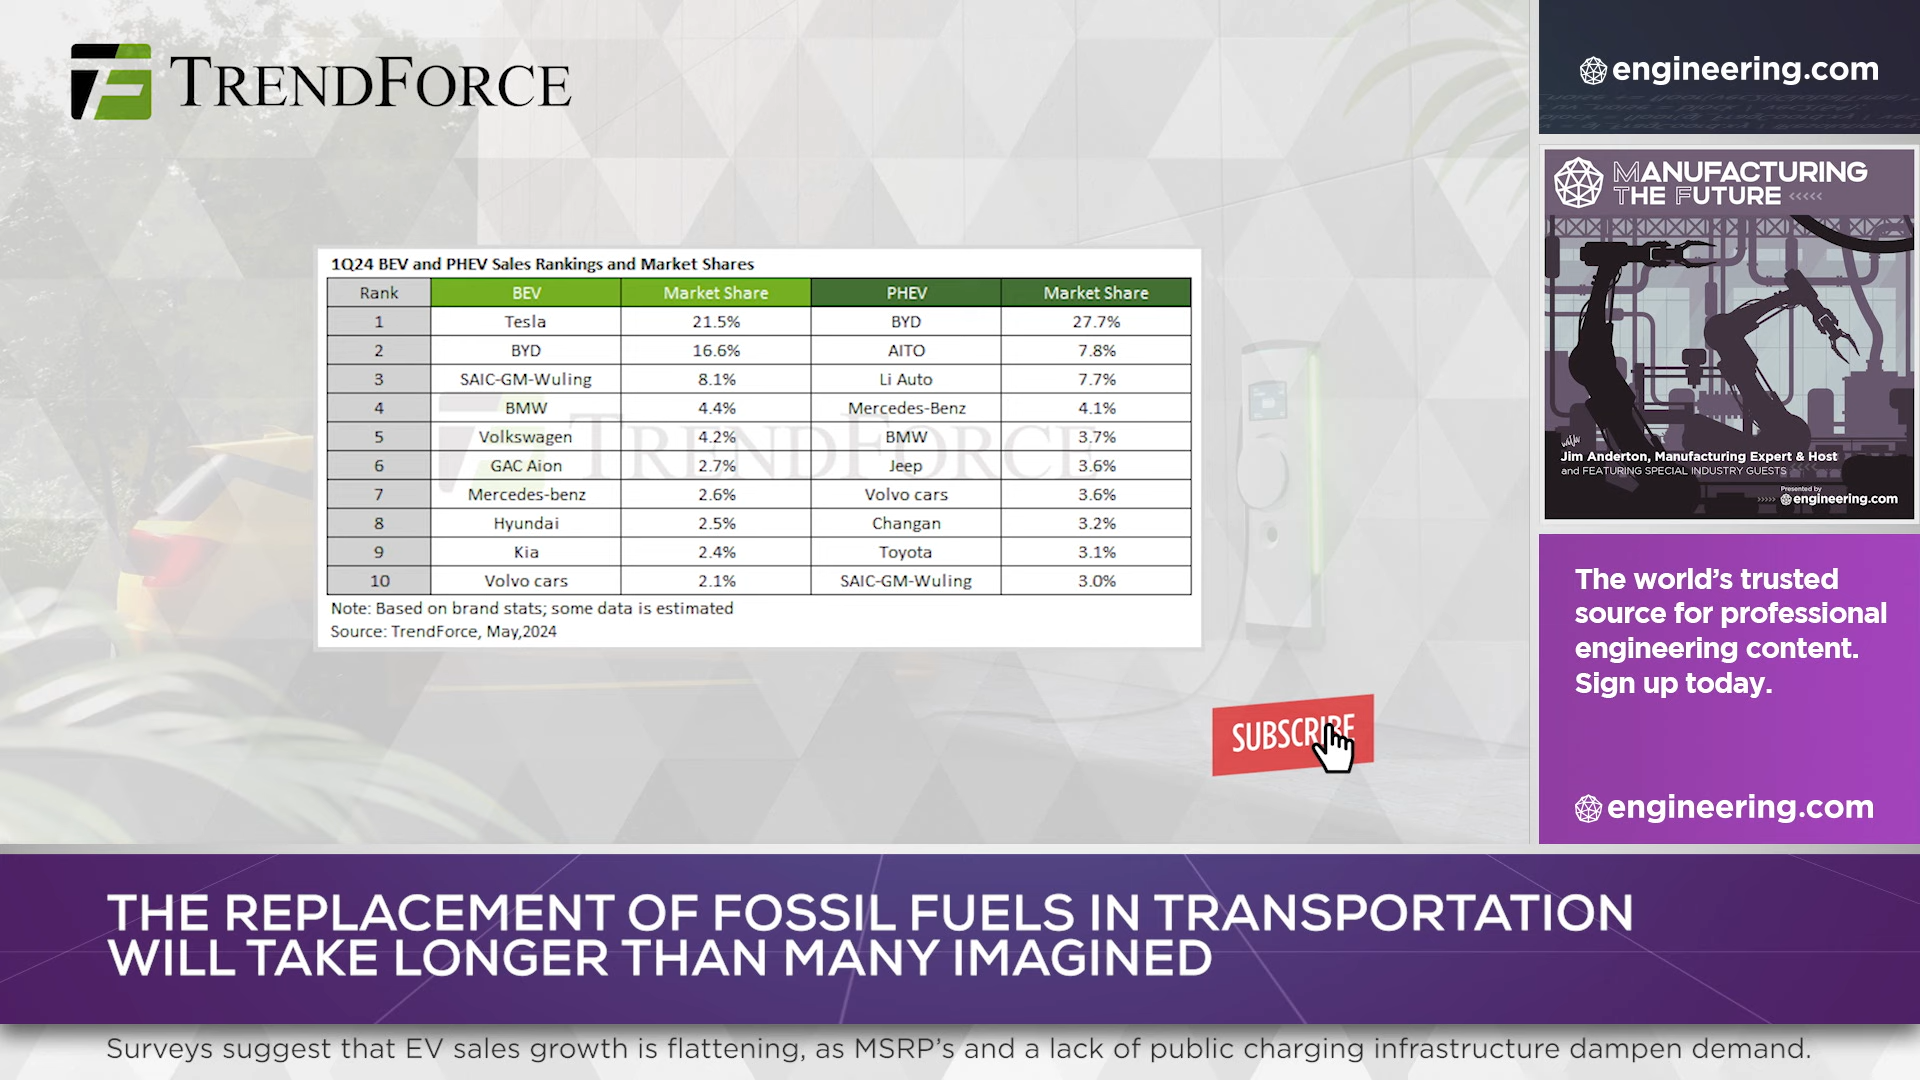 TRENDFORCE
1Q24 BEV and PHEV Sales Rankings and Market Shares
Rank BEV Market Share PHEV Market Share
1 Tesla 21.5% BYD 27.7%
2 BYD 16.6% AITO 7.8%
3 SAIC-GM-Wuling 8.1% Li Auto 7.7%
4 BMW 4.4% Mercedes-Benz 4.1%
5 Volkswagen 4.2% BMW 3.7%
6 GAC Aion 2.7% Jeep 3.6%
7 Mercedes-benz 2.6% Volvo cars 3.6%
8 Hyundai 2.5% Changan 3.2%
9 Kia 2.4% Toyota 3.1%
10 Volvo cars 2.1% SAIC-GM-Wuling 3.0%
TRENDFORCE
Note: Based on brand stats; some data is estimated
Source: TrendForce, May,2024
SUBSCRIBE
engineering.com
MANUFACTURING
THE FUTURE <<<<<
with
Jim Anderton, Manufacturing Expert & Host
and FEATURING SPECIAL INDUSTRY GUESTS
Presented by
>>>>> engineering.com
The world's trusted
source for professional
engineering content.
Sign up today.
engineering.com
THE REPLACEMENT OF FOSSIL FUELS IN TRANSPORTATION
WILL TAKE LONGER THAN MANY IMAGINED
Surveys suggest that EV sales growth is flattening, as MSRP's and a lack of public charging infrastructure dampen demand.